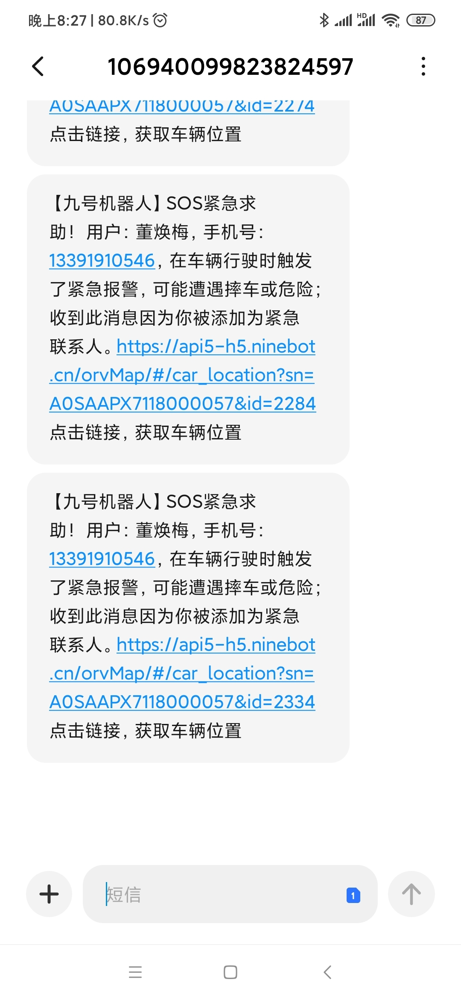 晚上8:27 | 80.8K/s
HD
87
106940099823824597
A0SAAPX7118000057&id=2274
点击链接，获取车辆位置
【九号机器人】SOS紧急求
助！用户：董焕梅，手机号：
13391910546，在车辆行驶时触发
了紧急报警，可能遭遇摔车或危险；
收到此消息因为你被添加为紧急
联系人。https://api5-h5.ninebot
.cn/orvMap/#/car_location?sn=
A0SAAPX7118000057&id=2284
点击链接，获取车辆位置
【九号机器人】SOS紧急求
助！用户：董焕梅，手机号：
13391910546，在车辆行驶时触发
了紧急报警，可能遭遇摔车或危险；
收到此消息因为你被添加为紧急
联系人。https://api5-h5.ninebot
.cn/orvMap/#/car_location?sn=
A0SAAPX7118000057&id=2334
点击链接，获取车辆位置
短信
1